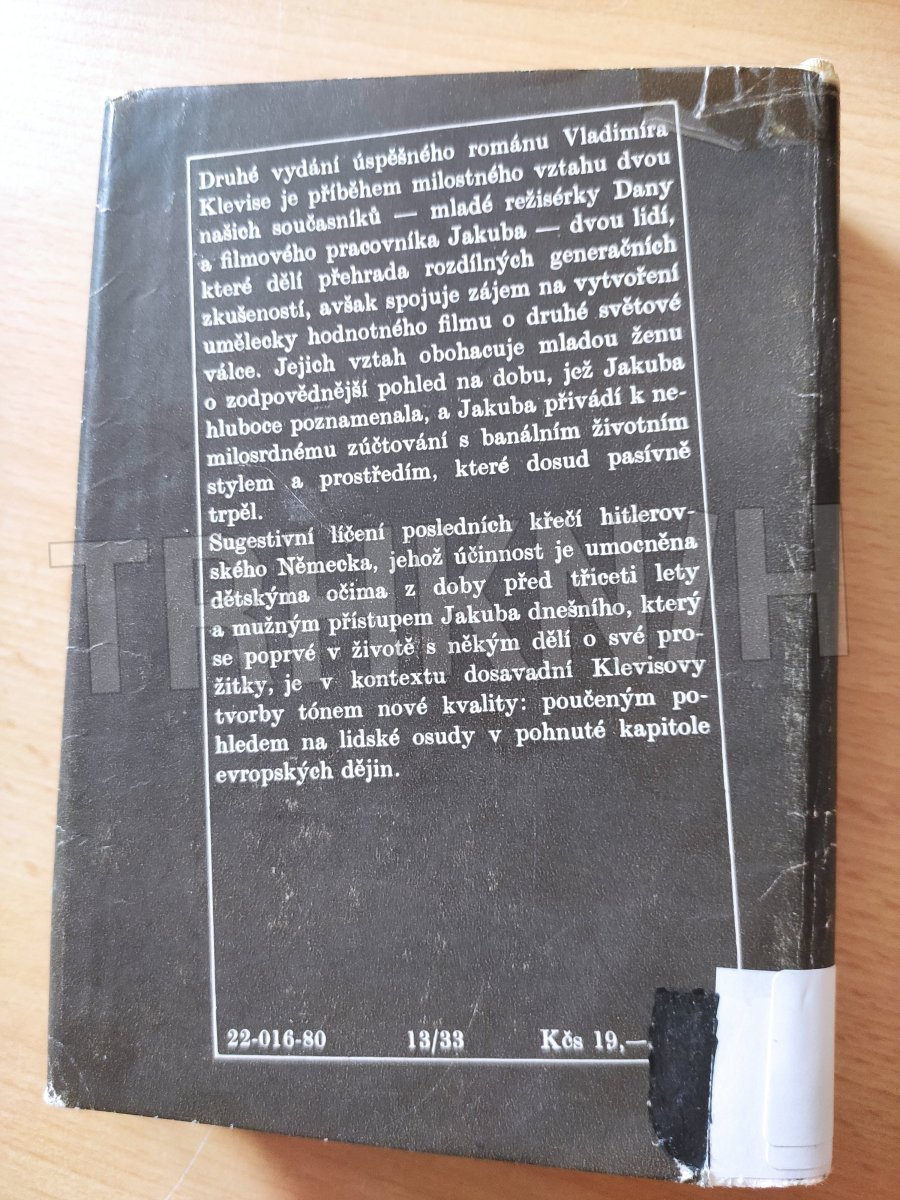 Druhé vydání úspěšného románu Vladimíra
Klevise je příběhem milostného vztahu dvou
našich současníků — mladé režisérky Dany
a filmového pracovníka Jakuba — dvou lidí,
které dělí přehrada rozdílných generačních
zkušeností, avšak spojuje zájem na vytvoření
umělecky hodnotného filmu o druhé světové
válce. Jejich vztah obohacuje mladou ženu
o zodpovědnější pohled na dobu, jež Jakuba
hluboce poznamenala, a Jakuba přivádí k ne-
milosrdnému zúčtování s banálním životním
stylem a prostředím, které dosud pasívně
trpěl.
Sugestivní líčení posledních křečí hitlerov-
ského Německa, jehož účinnost je umocněna
dětskýma očima z doby před třiceti lety
a mužným přístupem Jakuba dnešního, který
se poprvé v životě s někým dělí o své pro-
žitky, je v kontextu dosavadní Klevisovy
tvorby tónem nové kvality: poučeným po-
hledem na lidské osudy v pohnuté kapitole
evropských dějin.
22-016-80 13/33 Kčs 19,—